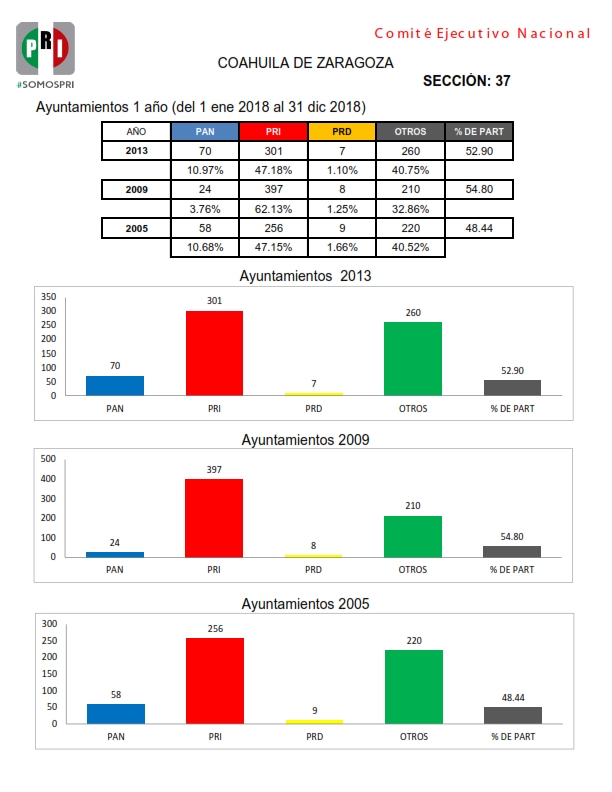 Comité Ejecutivo Nacional
PRI
#SOMOSPRI
COAHUILA DE ZARAGOZA
SECCIÓN: 37
Ayuntamientos 1 año (del 1 ene 2018 al 31 dic 2018)
AÑO PAN PRI PRD OTROS % DE PART
2013 70 301 7 260 52.90
10.97% 47.18% 1.10% 40.75%
2009 24 397 8 210 54.80
3.76% 62.13% 1.25% 32.86%
2005 58 256 9 220 48.44
10.68% 47.15% 1.66% 40.52%
Ayuntamientos 2013
350
300
250
200
150
100
50
0
70 301 7 260 52.90
PAN PRI PRD OTROS % DE PART
Ayuntamientos 2009
500
400
300
200
100
0
24 397 8 210 54.80
PAN PRI PRD OTROS % DE PART
Ayuntamientos 2005
300
250
200
150
100
50
0
58 256 9 220 48.44
PAN PRI PRD OTROS % DE PART